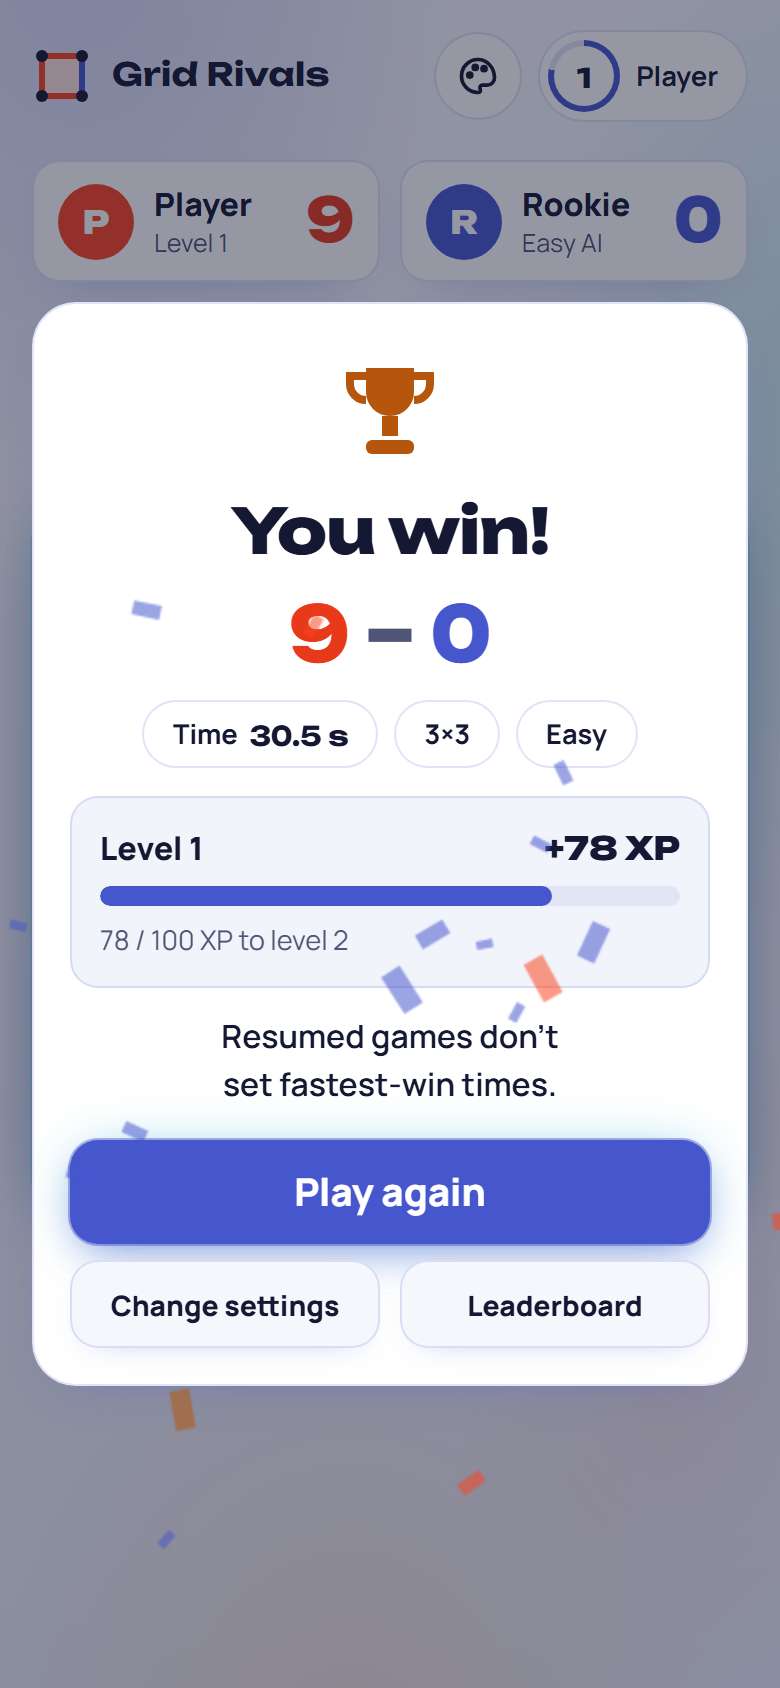 Grid Rivals
1 Player
P Player 9
Level 1
R Rookie 0
Easy AI
You win!
9 – 0
Time 30.5 s 3×3 Easy
Level 1 +78 XP
78 / 100 XP to level 2
Resumed games don’t
set fastest-win times.
Play again
Change settings Leaderboard